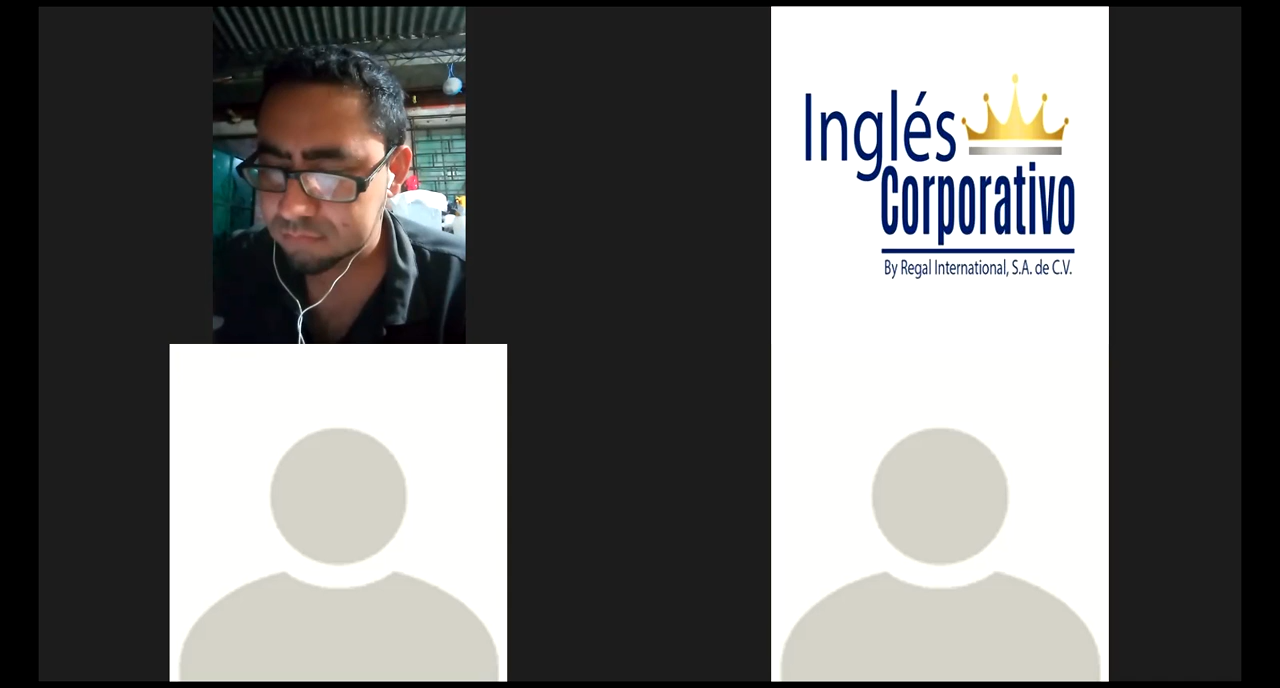 Inglés
Corporativo
By Regal International, S.A. de C.V.